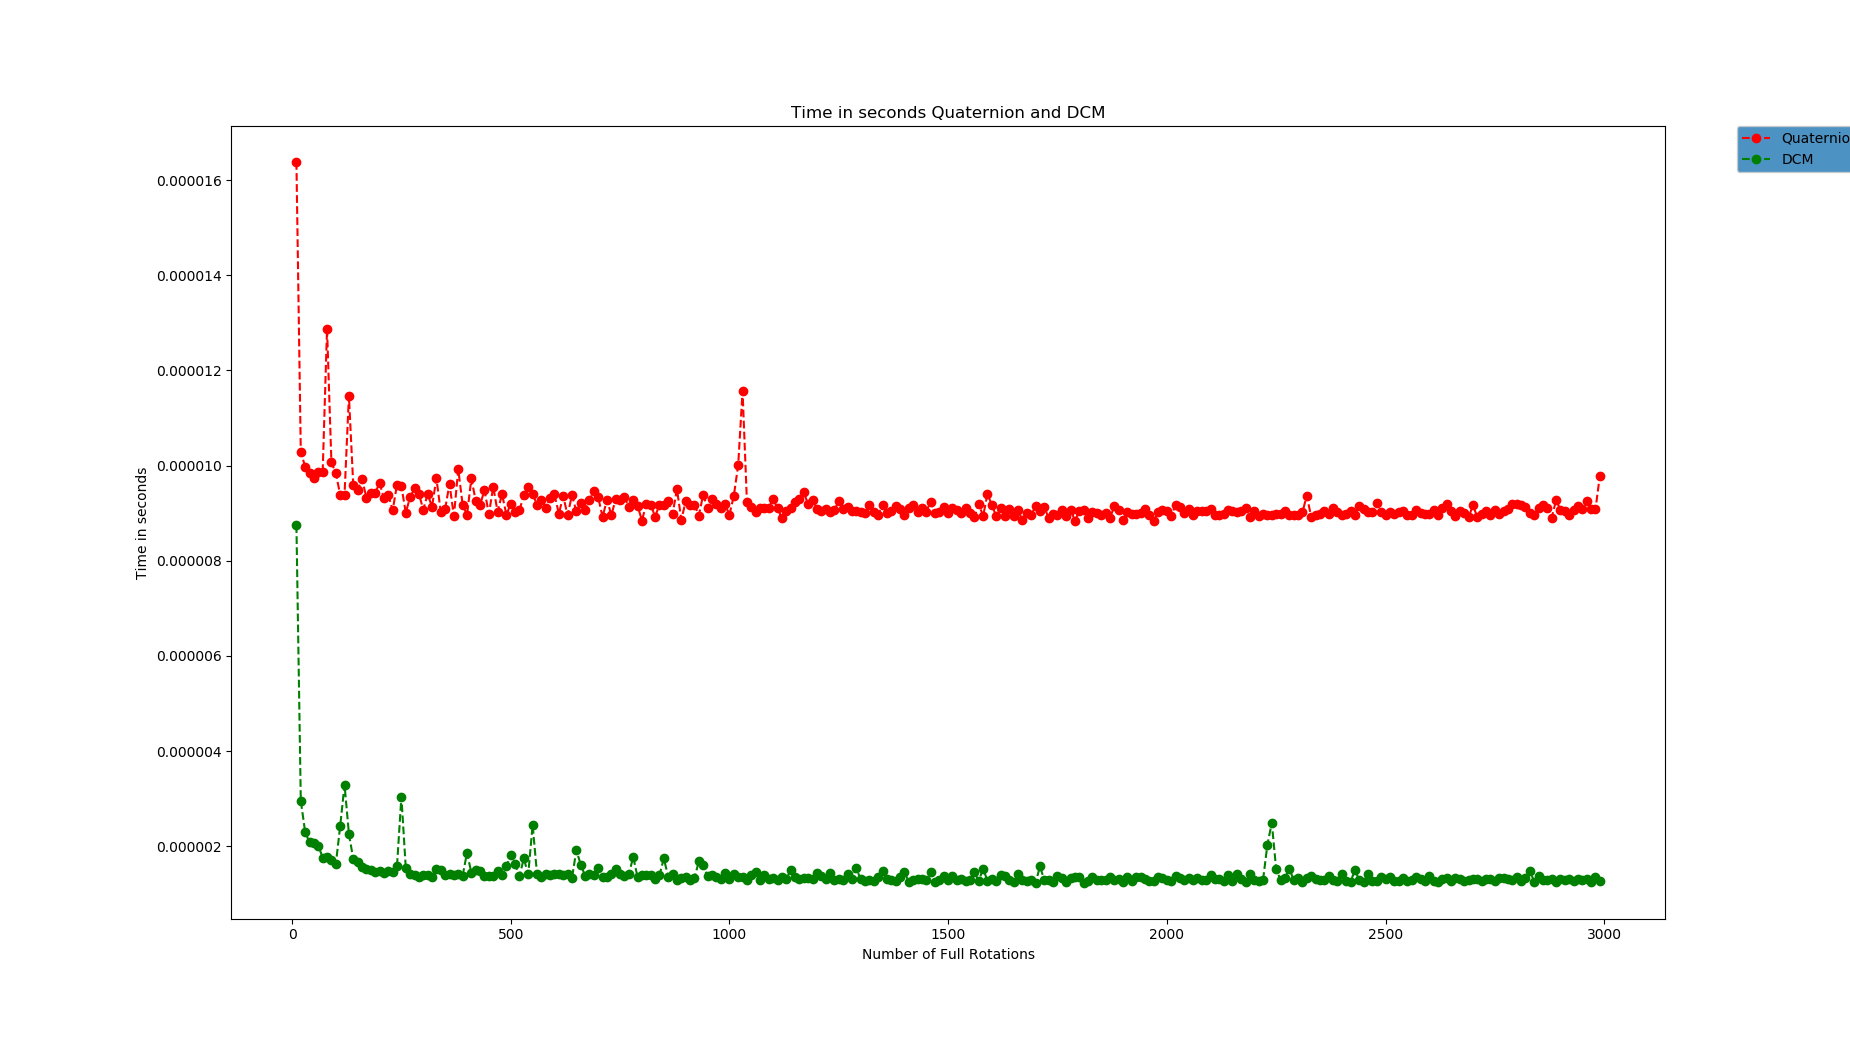 Time in seconds Quaternion and DCM
Quaternio
DCM
Time in seconds
0.000016
0.000014
0.000012
0.000010
0.000008
0.000006
0.000004
0.000002
0 500 1000 1500 2000 2500 3000
Number of Full Rotations